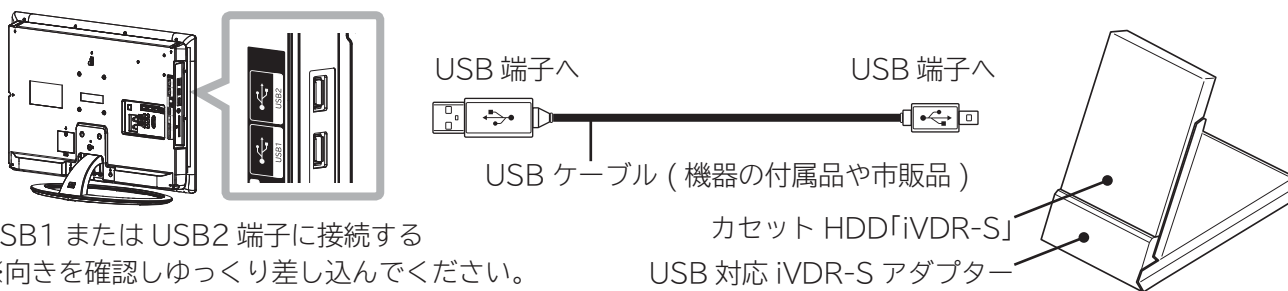 USB2
USB1
USB 端子へ
USB 端子へ
USB ケーブル ( 機器の付属品や市販品 )
カセット HDD「iVDR-S」
USB 対応 iVDR-S アダプター
SB1 または USB2 端子に接続する
※向きを確認しゆっくり差し込んでください。